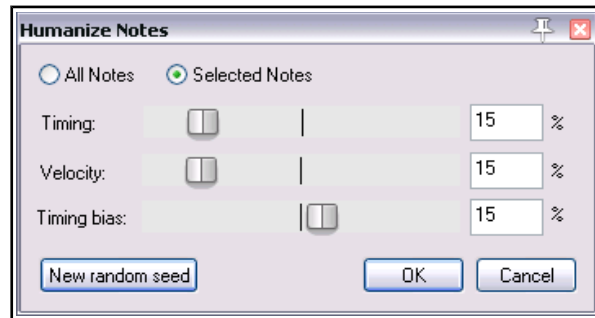 Humanize Notes
All Notes Selected Notes
Timing: 15 %
Velocity: 15 %
Timing bias: 15 %
New random seed OK Cancel